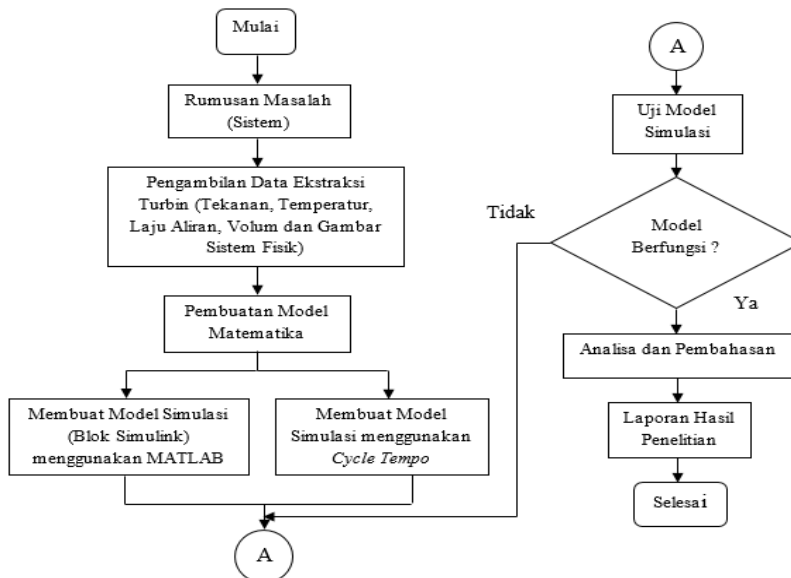 Mulai
Rumusan Masalah
(Sistem)
Pengambilan Data Ekstraksi
Turbin (Tekanan, Temperatur,
Laju Aliran, Volum dan Gambar
Sistem Fisik)
Pembuatan Model
Matematika
Membuat Model Simulasi
(Blok Simulink)
menggunakan MATLAB
Membuat Model
Simulasi menggunakan
Cycle Tempo
A
A
Uji Model
Simulasi
Model
Berfungsi ?
Tidak
Ya
Analisa dan Pembahasan
Laporan Hasil
Penelitian
Selesai